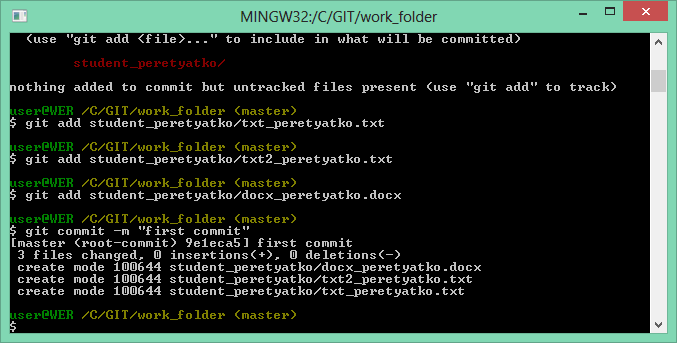 MINGW32:/C/GIT/work_folder
(use "git add <file>..." to include in what will be committed)
student_peretyatko/
nothing added to commit but untracked files present (use "git add" to track)
user@WER /C/GIT/work_folder (master)
$ git add student_peretyatko/txt_peretyatko.txt
user@WER /C/GIT/work_folder (master)
$ git add student_peretyatko/txt2_peretyatko.txt
user@WER /C/GIT/work_folder (master)
$ git add student_peretyatko/docx_peretyatko.docx
user@WER /C/GIT/work_folder (master)
$ git commit -m "first commit"
[master (root-commit) 9e1eca5] first commit
3 files changed, 0 insertions(+), 0 deletions(-)
create mode 100644 student_peretyatko/docx_peretyatko.docx
create mode 100644 student_peretyatko/txt2_peretyatko.txt
create mode 100644 student_peretyatko/txt_peretyatko.txt
user@WER /C/GIT/work_folder (master)
$